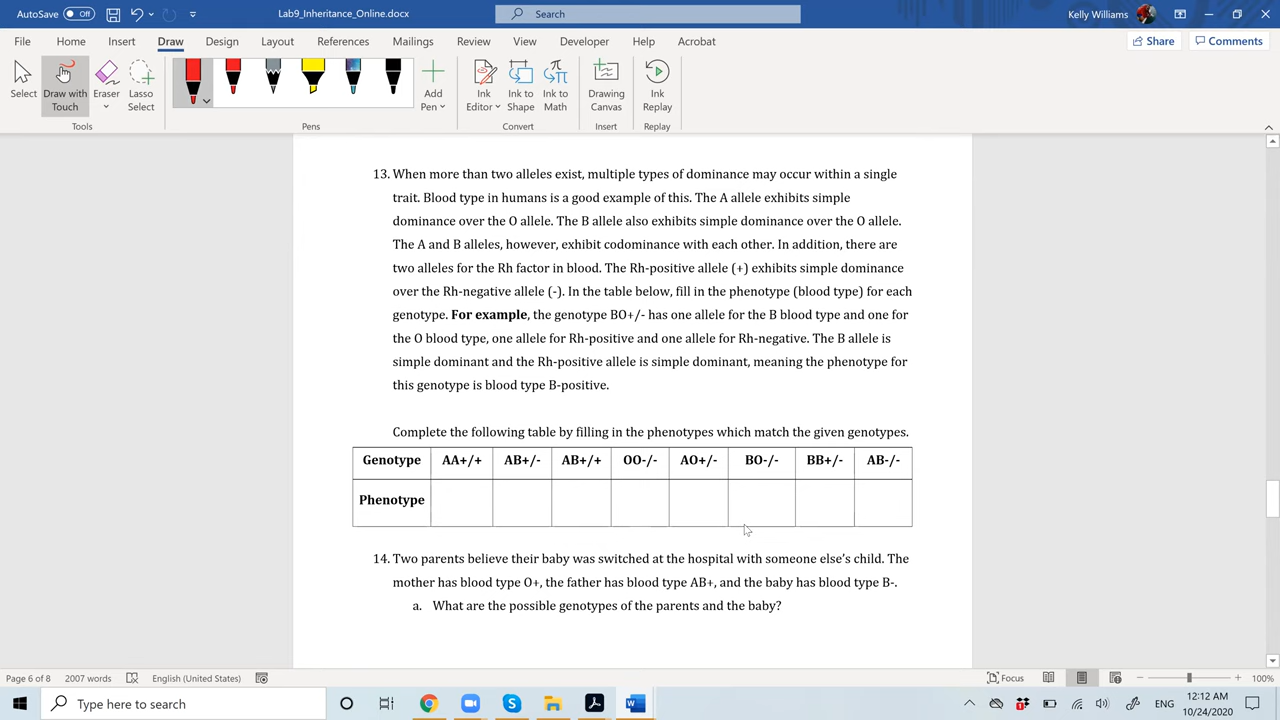 AutoSave Off Lab9_Inheritance_Online.docx Search Kelly Williams
File Home Insert Draw Design Layout References Mailings Review View Developer Help Acrobat Share Comments
Select Draw with Touch Eraser Lasso Select Add Pen Ink Editor Ink to Shape Ink to Math Drawing Canvas Ink Replay
Tools Pens Convert Insert Replay
13. When more than two alleles exist, multiple types of dominance may occur within a single
trait. Blood type in humans is a good example of this. The A allele exhibits simple
dominance over the O allele. The B allele also exhibits simple dominance over the O allele.
The A and B alleles, however, exhibit codominance with each other. In addition, there are
two alleles for the Rh factor in blood. The Rh-positive allele (+) exhibits simple dominance
over the Rh-negative allele (-). In the table below, fill in the phenotype (blood type) for each
genotype. For example, the genotype BO+/- has one allele for the B blood type and one for
the O blood type, one allele for Rh-positive and one allele for Rh-negative. The B allele is
simple dominant and the Rh-positive allele is simple dominant, meaning the phenotype for
this genotype is blood type B-positive.
Complete the following table by filling in the phenotypes which match the given genotypes.
Genotype AA+/+ AB+/- AB+/+ OO-/- AO+/- BO-/- BB+/- AB-/-
Phenotype
14. Two parents believe their baby was switched at the hospital with someone else's child. The
mother has blood type O+, the father has blood type AB+, and the baby has blood type B-.
a. What are the possible genotypes of the parents and the baby?
Page 6 of 8 2007 words English (United States) Focus 100%
Type here to search ENG 12:12 AM
10/24/2020